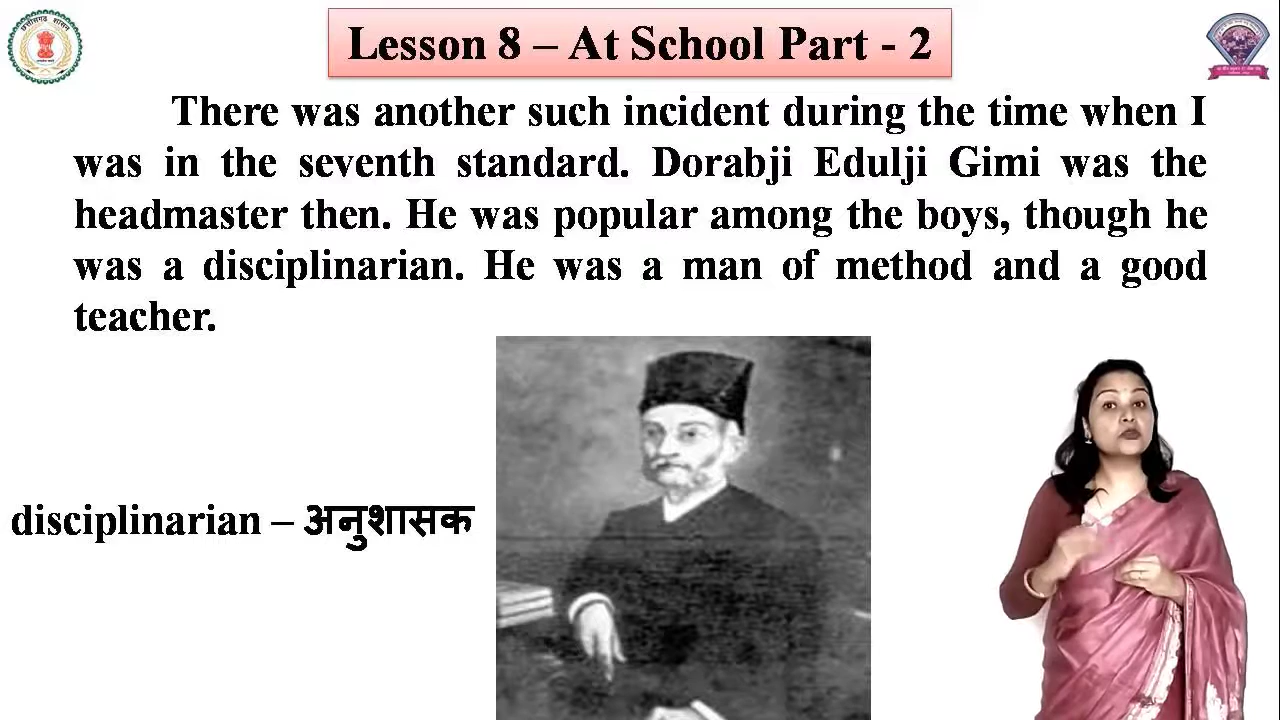 Lesson 8 – At School Part - 2
There was another such incident during the time when I
was in the seventh standard. Dorabji Edulji Gimi was the
headmaster then. He was popular among the boys, though he
was a disciplinarian. He was a man of method and a good
teacher.
disciplinarian – अनुशासक